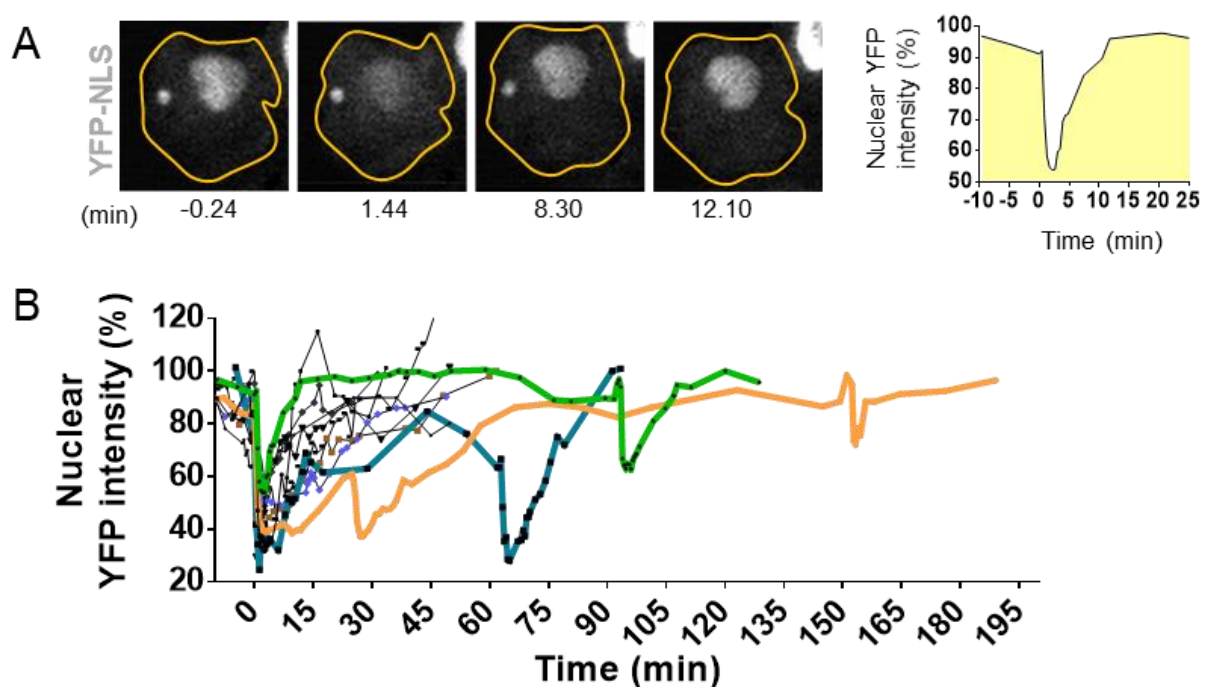 A
YFP-NLS
(min)
-0.24
1.44
8.30
12.10
Nuclear YFP
intensity (%)
100
90
80
70
60
50
-10 -5 0 5 10 15 20 25
Time (min)
B
Nuclear
YFP intensity (%)
120
100
80
60
40
20
0 15 30 45 60 75 90 105 120 135 150 165 180 195
Time (min)